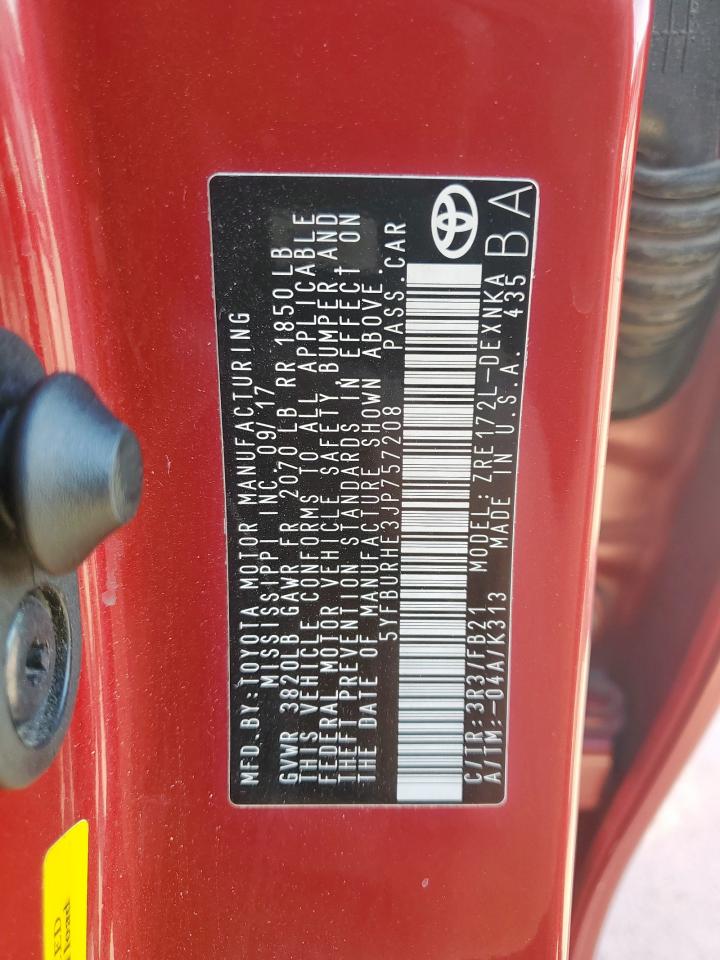 MFD.BY:TOYOTA MOTOR MANUFACTURING
MISSISSIPPI INC.09/17
GVWR 3820LB GAWR FR 2070 LB RR 1850 LB
THIS VEHICLE CONFORMS TO ALL APPLICABLE
FEDERAL MOTOR VEHICLE SAFETY BUMPER AND
THEFT PREVENTION STANDARDS IN EFFECT ON
THE DATE OF MANUFACTURE SHOWN ABOVE.
5YFBURHE3JP757208 PASS.CAR
C/TR:3R3/FB21 MODEL:ZRE172L-DEXNKA
A/TM:-04A/K313 MADE IN U.S.A. 435
BA